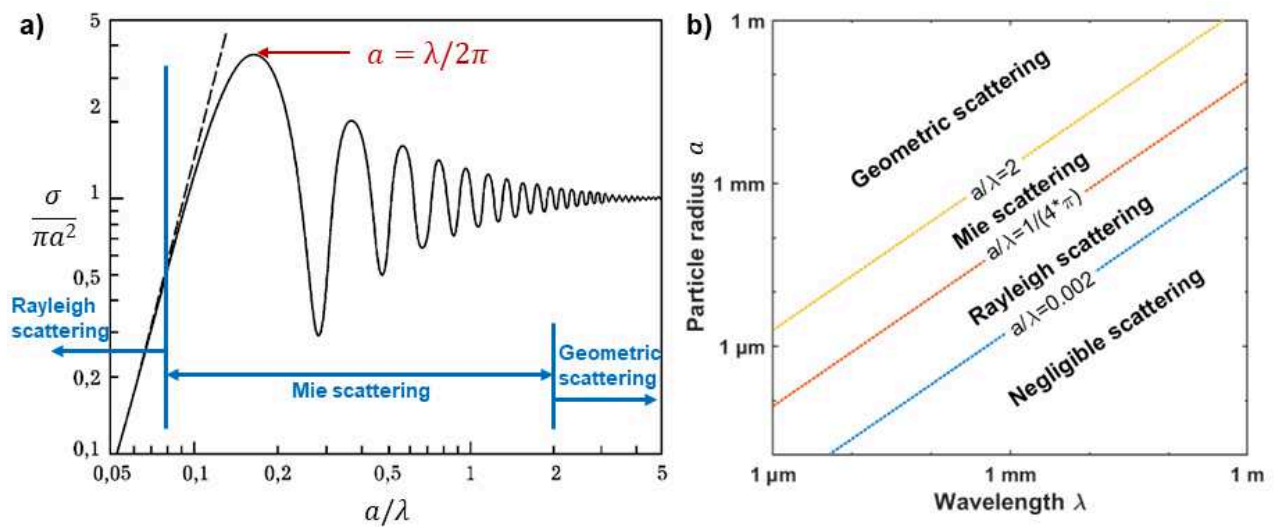 a)
5
2
1
0,5
0,2
0,1
σ
πa²
a = λ/2π
Rayleigh
scattering
Mie scattering
Geometric
scattering
0,05
0,1
0,2
0,5
1
2
5
a/λ
b)
1 m
1 mm
1 μm
Particle radius a
Geometric scattering
a/λ=2
Mie scattering
a/λ=1/(4*π)
Rayleigh scattering
a/λ=0.002
Negligible scattering
1 μm
1 mm
1 m
Wavelength λ